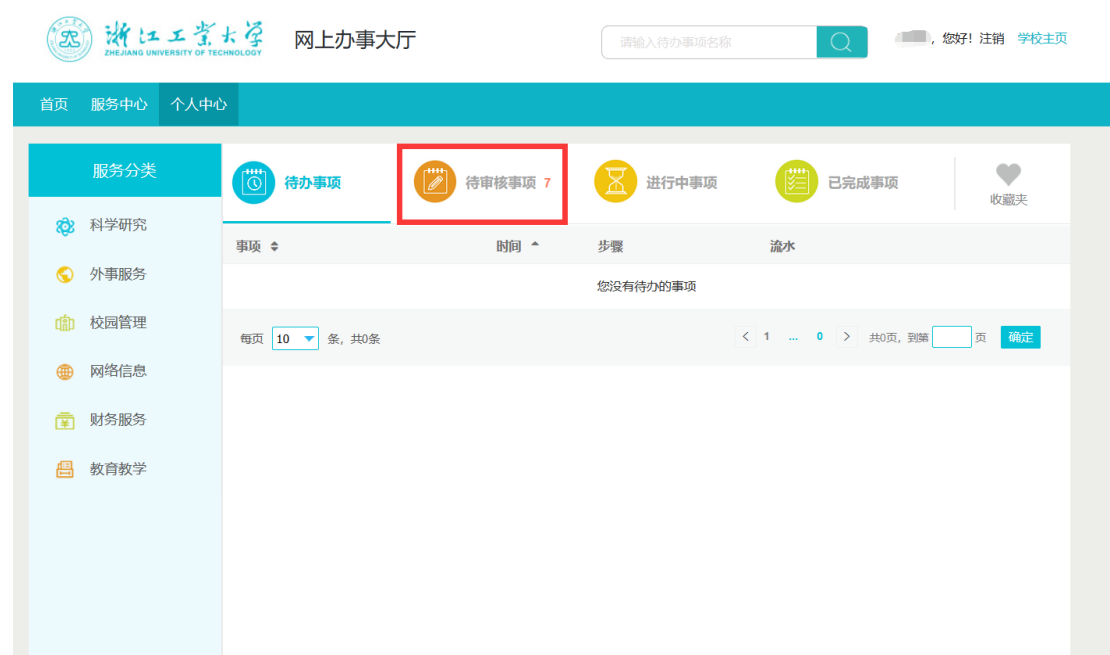 浙江工业大学
ZHEJIANG UNIVERSITY OF TECHNOLOGY
网上办事大厅
请输入待办事项名称
，您好！注销 学校主页
首页 服务中心 个人中心
服务分类
科学研究
外事服务
校园管理
网络信息
财务服务
教育教学
待办事项 待审核事项 7 进行中事项 已完成事项 收藏夹
事项 时间 步骤 流水
您没有待办的事项
每页 10 条，共0条 < 1 ... 0 > 共0页，到第 页 确定